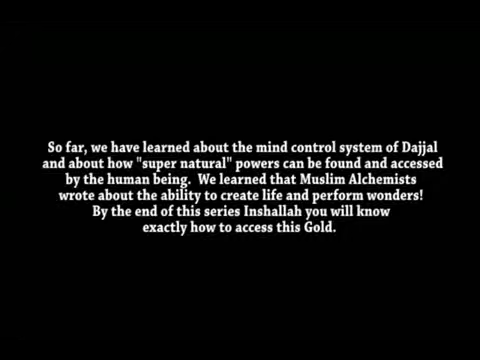 So far, we have learned about the mind control system of Dajjal
and about how "super natural" powers can be found and accessed
by the human being.  We learned that Muslim Alchemists
wrote about the ability to create life and perform wonders!
By the end of this series Inshallah you will know
exactly how to access this Gold.